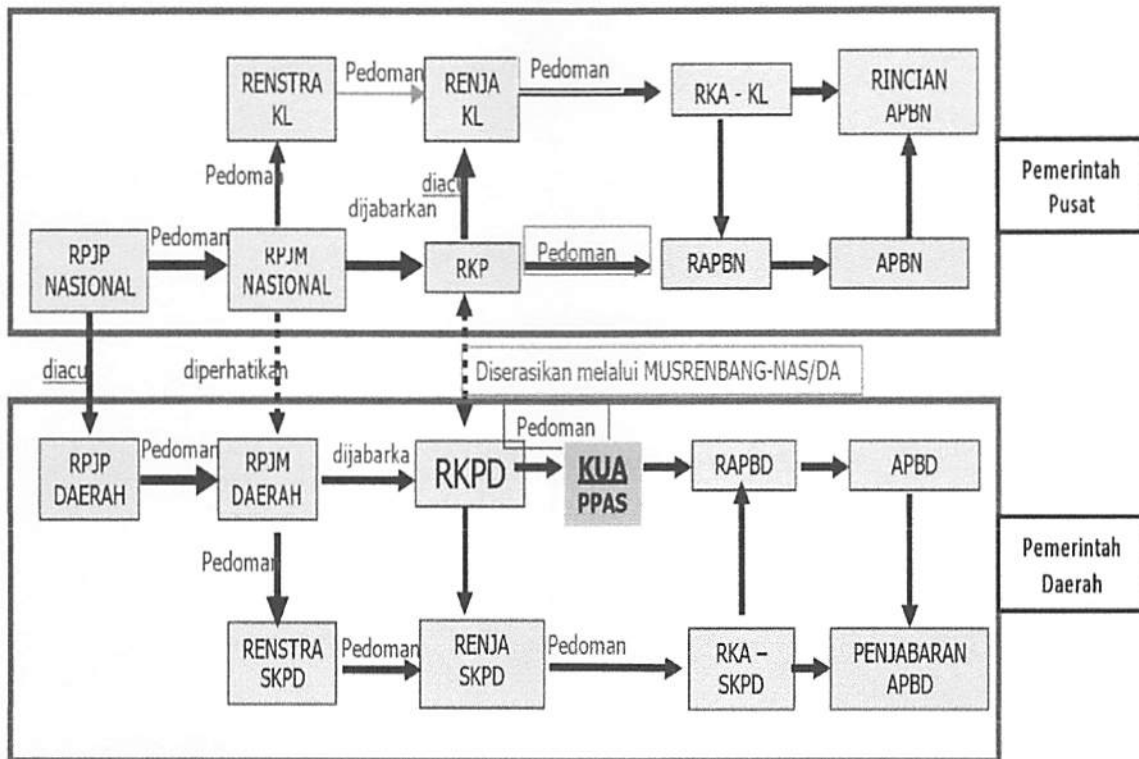 RENSTRA
KL
Pedoman
RENJA
KL
Pedoman
RKA - KL
RINCIAN
APBN
Pemerintah
Pusat
Pedoman
diacu
dijabarkan
RPJP
NASIONAL
Pedoman
RPJM
NASIONAL
RKP
Pedoman
RAPBN
APBN
diacu
diperhatikan
Diserasikan melalui MUSRENBANG-NAS/DA
Pedoman
RPJP
DAERAH
Pedoman
RPJM
DAERAH
dijabarka
RKPD
KUA
PPAS
RAPBD
APBD
Pemerintah
Daerah
Pedoman
RENSTRA
SKPD
Pedoman
RENJA
SKPD
Pedoman
RKA –
SKPD
PENJABARAN
APBD